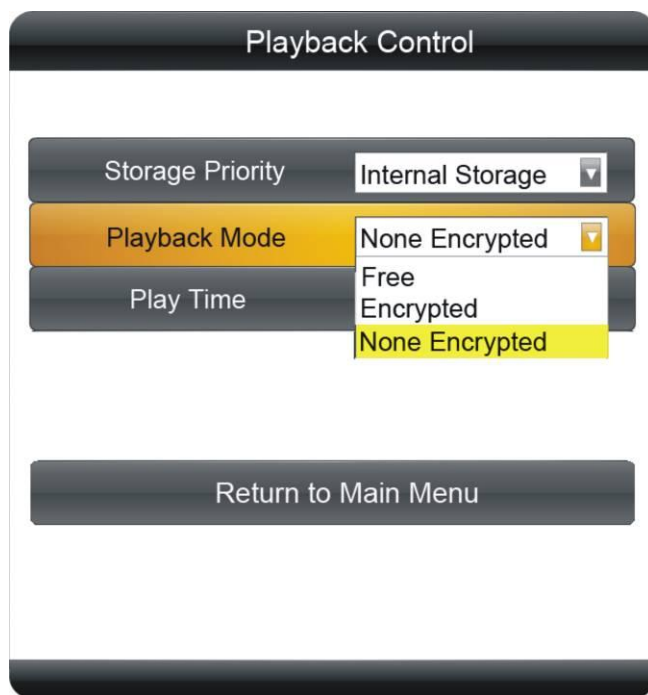 Playback Control
Storage Priority Internal Storage
Playback Mode None Encrypted
Free
Play Time
Encrypted
None Encrypted
Return to Main Menu